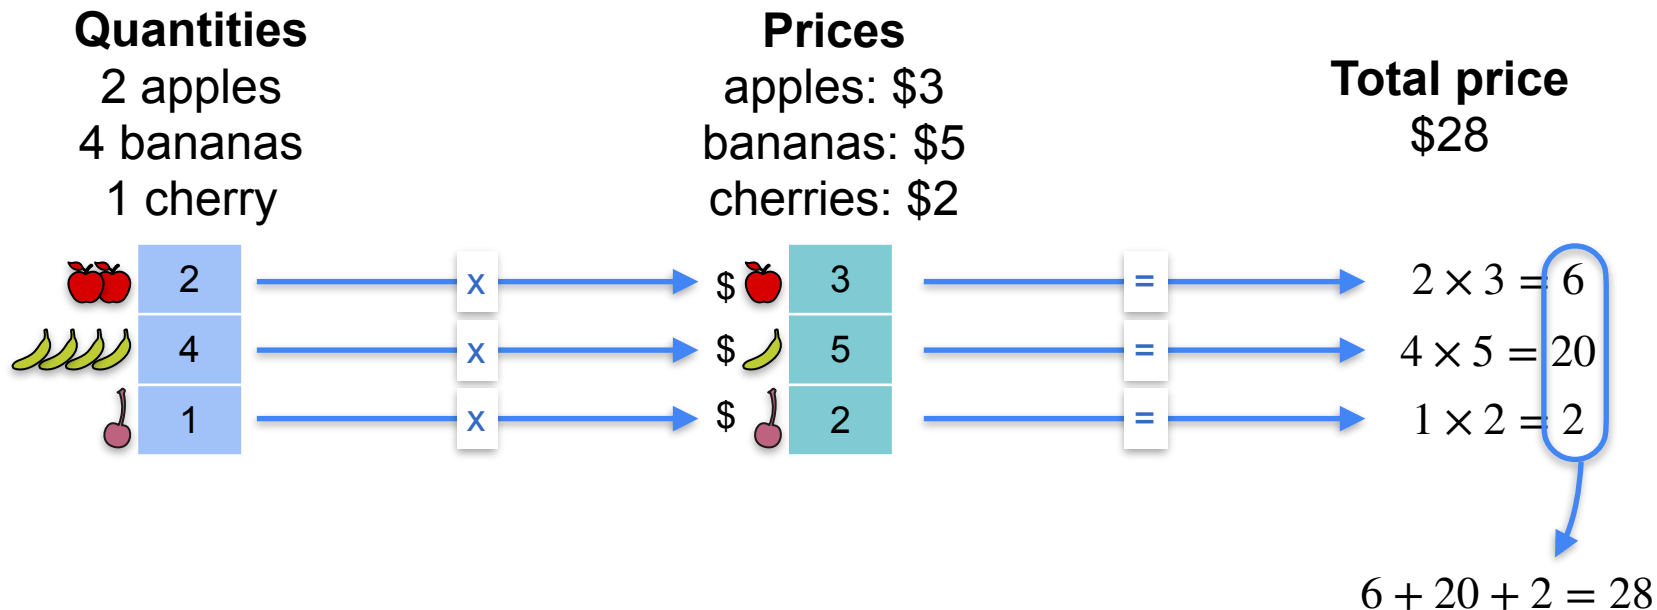 Quantities
2 apples
4 bananas
1 cherry
Prices
apples: $3
bananas: $5
cherries: $2
Total price
$28
2 x $ 3 = 2 × 3 = 6
4 x $ 5 = 4 × 5 = 20
1 x $ 2 = 1 × 2 = 2
6 + 20 + 2 = 28